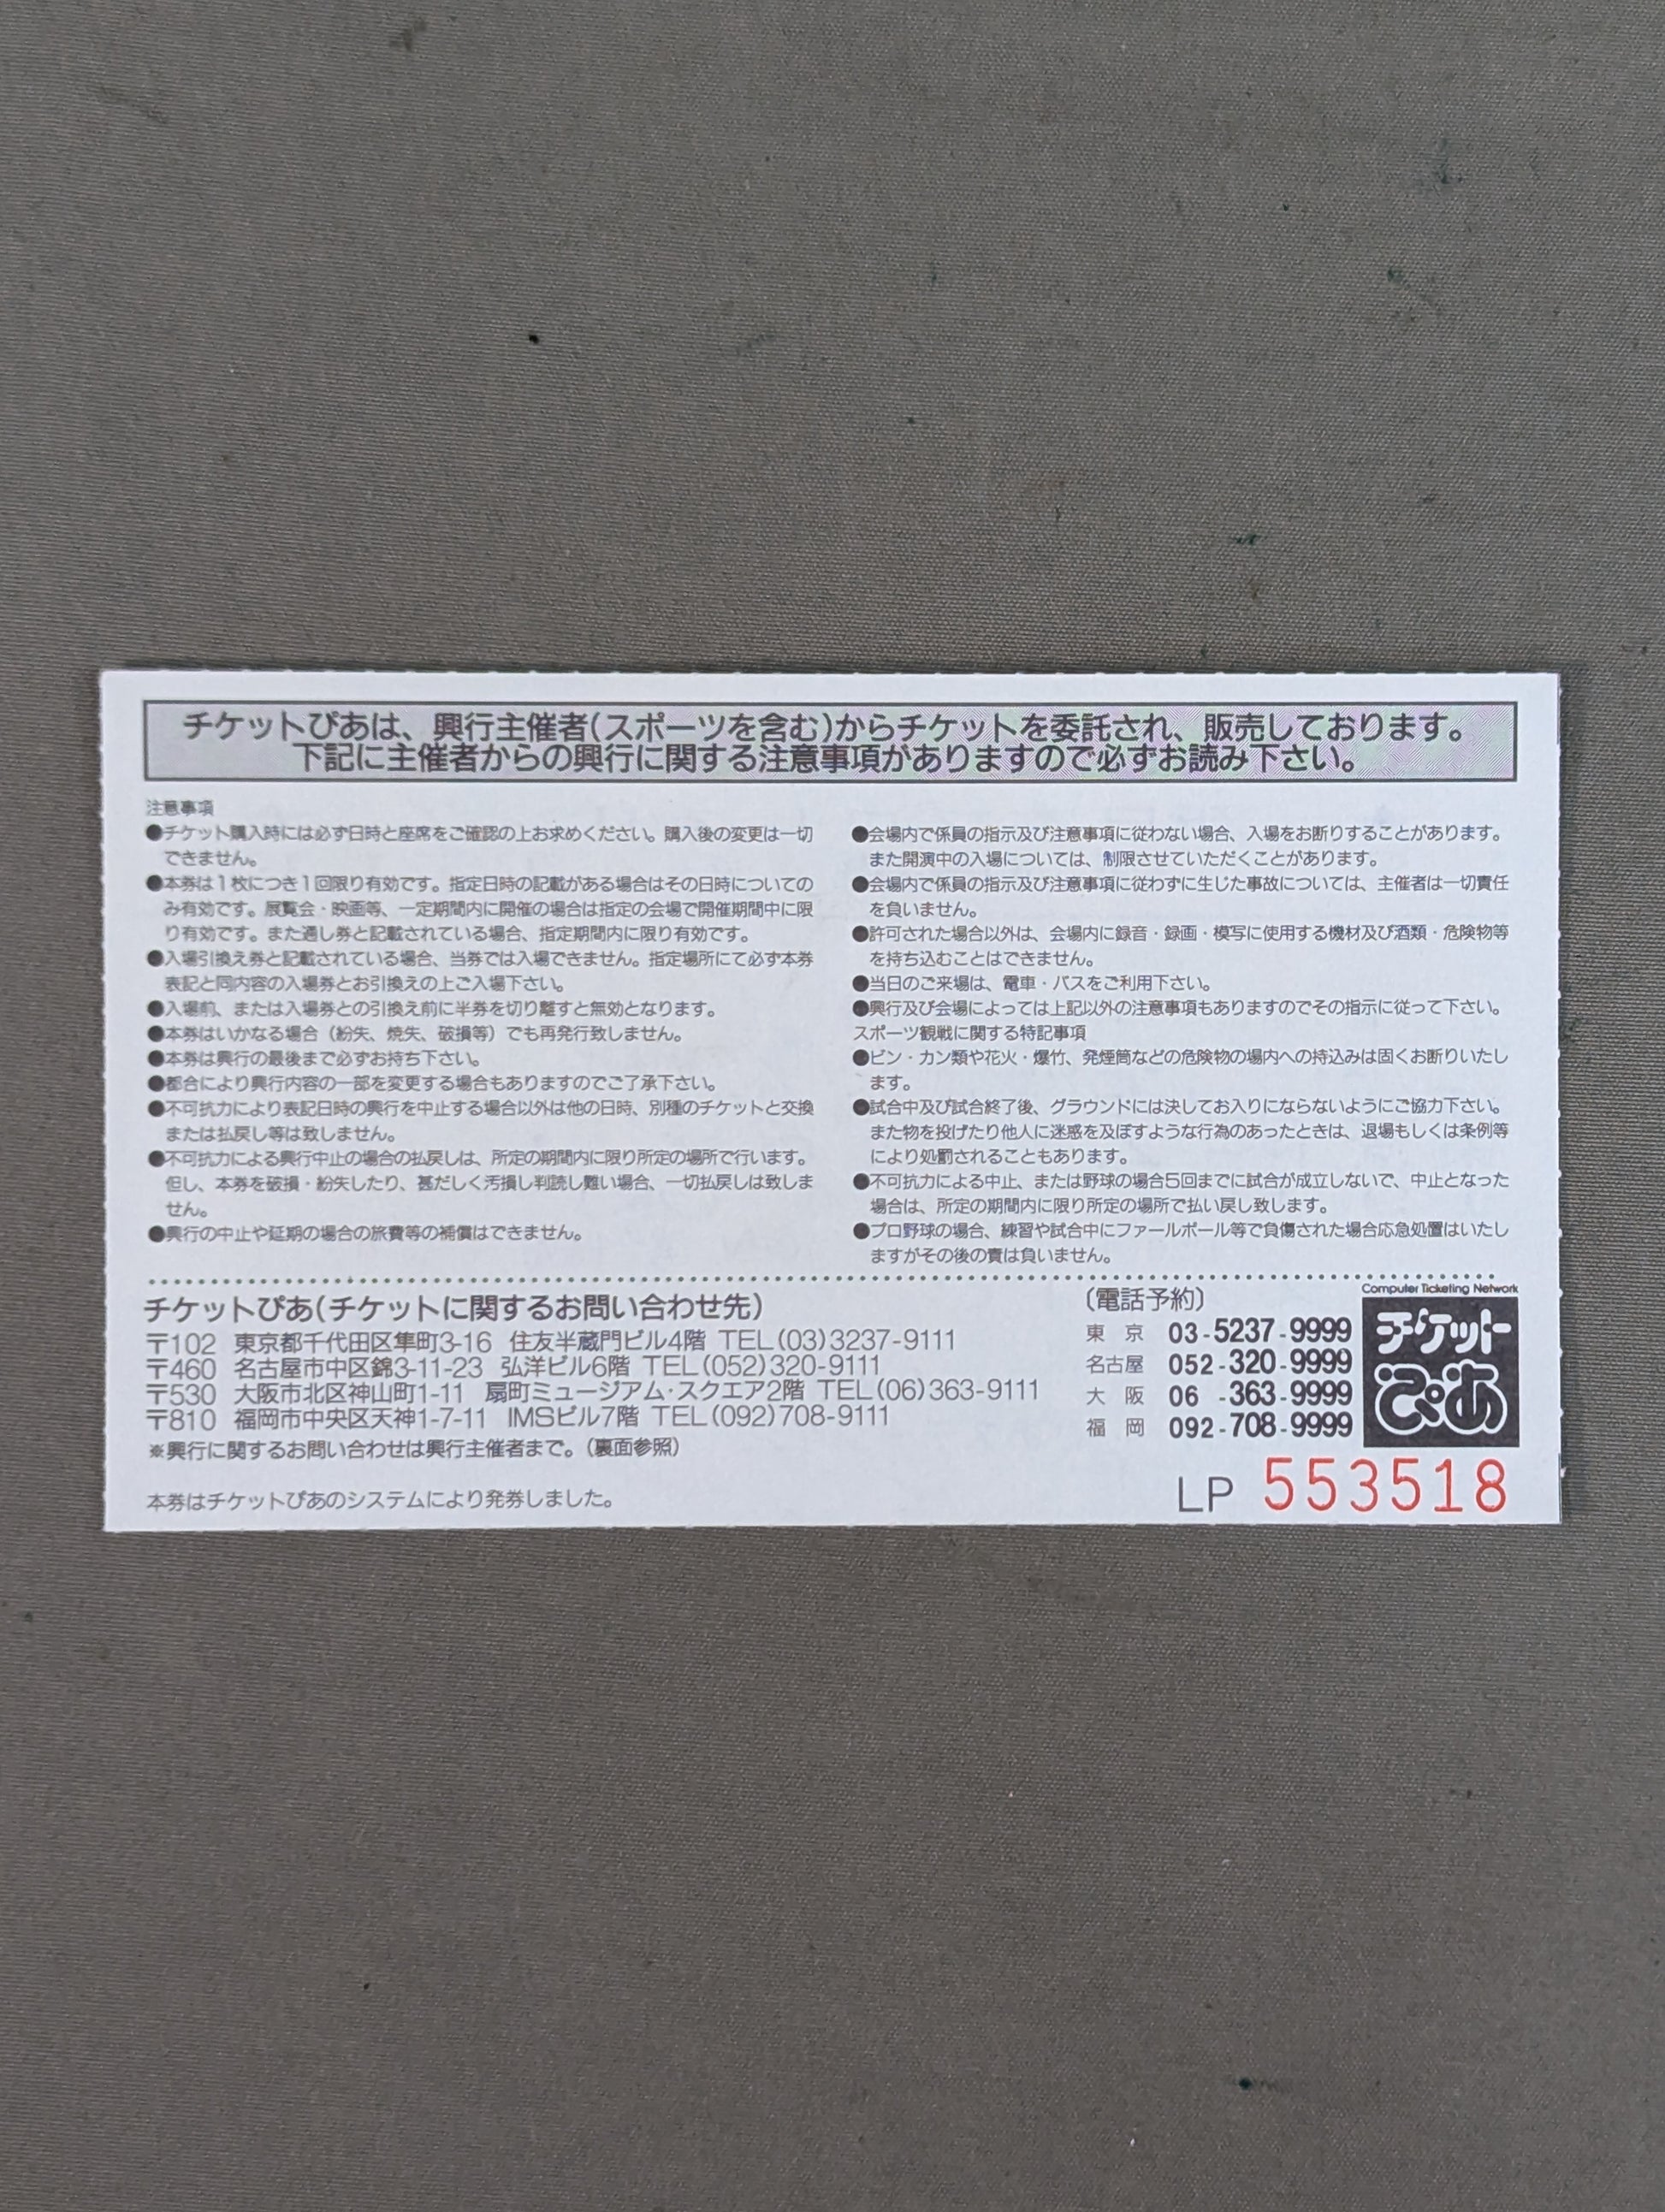 チケットぴあは、興行主催者(スポーツを含む)からチケットを委託され、販売しております。
下記に主催者からの興行に関する注意事項がありますので必ずお読み下さい。
注意事項
●チケット購入時には必ず日時と座席をご確認の上お求めください。購入後の変更は一切
できません。
●本券は1枚につき1回限り有効です。指定日時の記載がある場合はその日時についての
み有効です。展覧会・映画等、一定期間内に開催の場合は指定の会場で開催期間中に限
り有効です。また通し券と記載されている場合、指定期間内に限り有効です。
●入場引換え券と記載されている場合、当券では入場できません。指定場所にて必ず本券
表記と同内容の入場券とお引換えの上ご入場下さい。
●入場前、または入場券との引換え前に半券を切り離すと無効となります。
●本券はいかなる場合（紛失、焼失、破損等）でも再発行致しません。
●本券は興行の最後まで必ずお持ち下さい。
●都合により興行内容の一部を変更する場合もありますのでご了承下さい。
●不可抗力により表記日時の興行を中止する場合以外は他の日時、別種のチケットと交換
または払戻し等は致しません。
●不可抗力による興行中止の場合の払戻しは、所定の期間内に限り所定の場所で行います。
但し、本券を破損・紛失したり、甚だしく汚損し判読し難い場合、一切払戻しは致しま
せん。
●興行の中止や延期の場合の旅費等の補償はできません。
●会場内で係員の指示及び注意事項に従わない場合、入場をお断りすることがあります。
また開演中の入場については、制限させていただくことがあります。
●会場内で係員の指示及び注意事項に従わずに生じた事故については、主催者は一切責任
を負いません。
●許可された場合以外は、会場内に録音・録画・模写に使用する機材及び酒類・危険物等
を持ち込むことはできません。
●当日のご来場は、電車・バスをご利用下さい。
●興行及び会場によっては上記以外の注意事項もありますのでその指示に従って下さい。
スポーツ観戦に関する特記事項
●ビン・カン類や花火・爆竹、発煙筒などの危険物の場内への持込みは固くお断りいたし
ます。
●試合中及び試合終了後、グラウンドには決してお入りにならないようにご協力下さい。
また物を投げたり他人に迷惑を及ぼすような行為のあったときは、退場もしくは条例等
により処罰されることもあります。
●不可抗力による中止、または野球の場合5回までに試合が成立しないで、中止となった
場合は、所定の期間内に限り所定の場所で払い戻し致します。
●プロ野球の場合、練習や試合中にファールボール等で負傷された場合応急処置はいたし
ますがその後の責は負いません。
チケットぴあ(チケットに関するお問い合わせ先)
〒102 東京都千代田区隼町3-16 住友半蔵門ビル4階 TEL(03)3237-9111
〒460 名古屋市中区錦3-11-23 弘洋ビル6階 TEL(052)320-9111
〒530 大阪市北区神山町1-11 扇町ミュージアム・スクエア2階 TEL(06)363-9111
〒810 福岡市中央区天神1-7-11 IMSビル7階 TEL(092)708-9111
※興行に関するお問い合わせは興行主催者まで。(裏面参照)
本券はチケットぴあのシステムにより発券しました。
(電話予約)
東 京 03-5237-9999
名古屋 052-320-9999
大 阪 06 -363-9999
福 岡 092-708-9999
Computer Ticketing Network
チケット
ぴあ
LP 553518